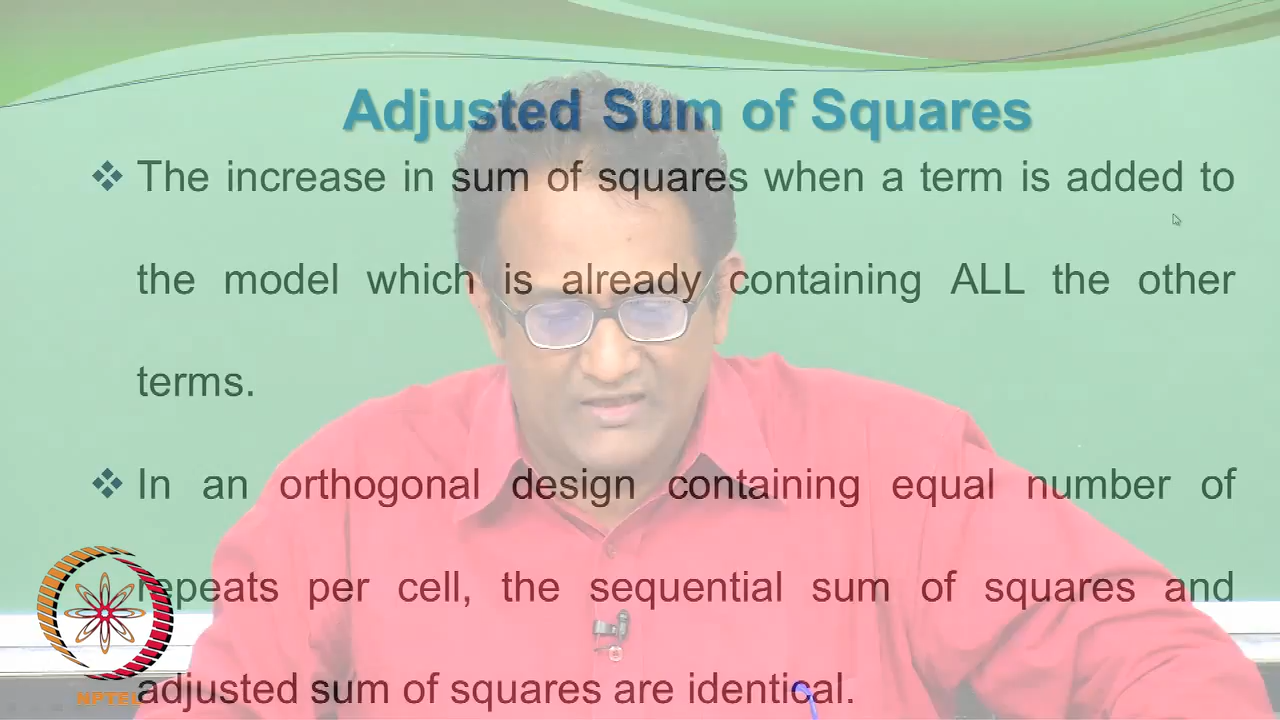 Adjusted Sum of Squares
The increase in sum of squares when a term is added to
the model which is already containing ALL the other
terms.
In an orthogonal design containing equal number of
repeats per cell, the sequential sum of squares and
adjusted sum of squares are identical.
NPTEL